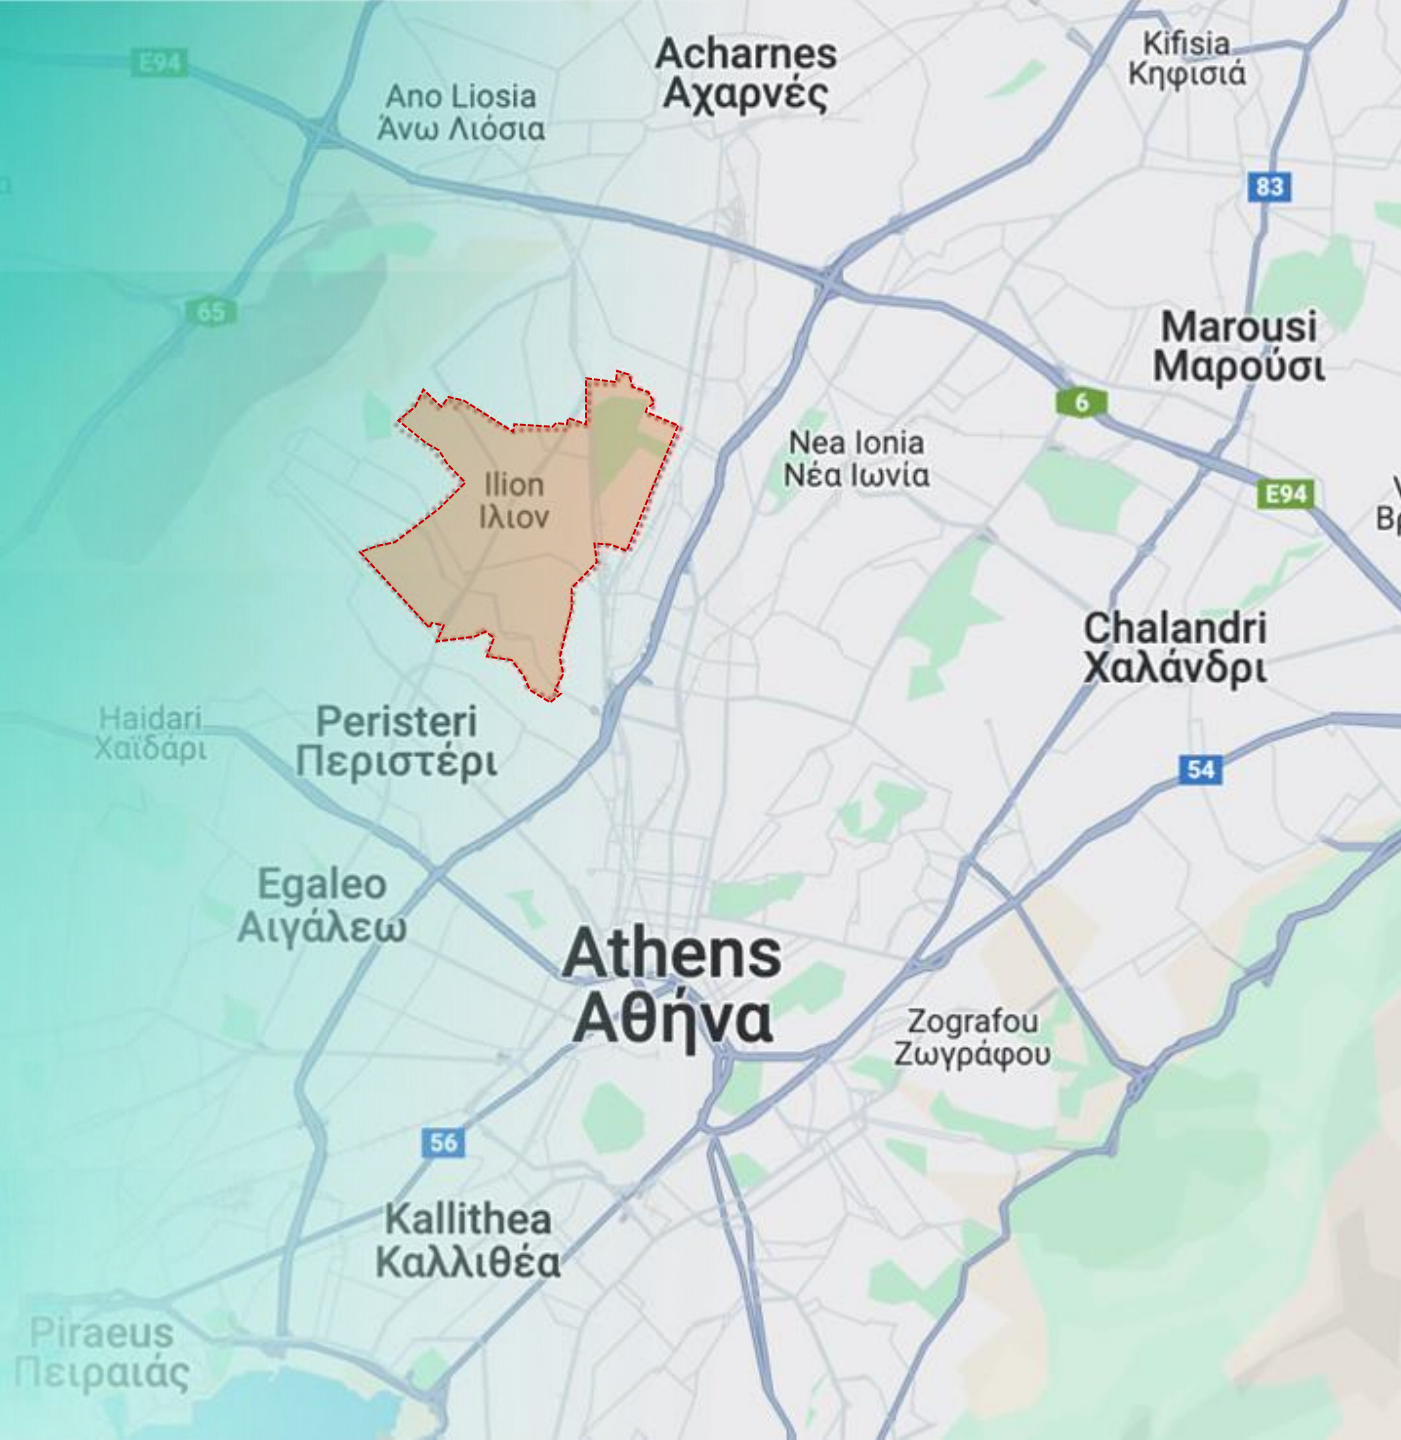 Kifisia
Κηφισιά
Acharnes
Αχαρνές
E94
Ano Liosia
Άνω Λιόσια
83
65
Marousi
Μαρούσι
6
Nea Ionia
Νέα Ιωνία
Ilion
Ιλιον
E94
Chalandri
Χαλάνδρι
Haidari
Χαϊδάρι
Peristeri
Περιστέρι
54
Egaleo
Αιγάλεω
Athens
Αθήνα
Zografou
Ζωγράφου
56
Kallithea
Καλλιθέα
Piraeus
Πειραιάς